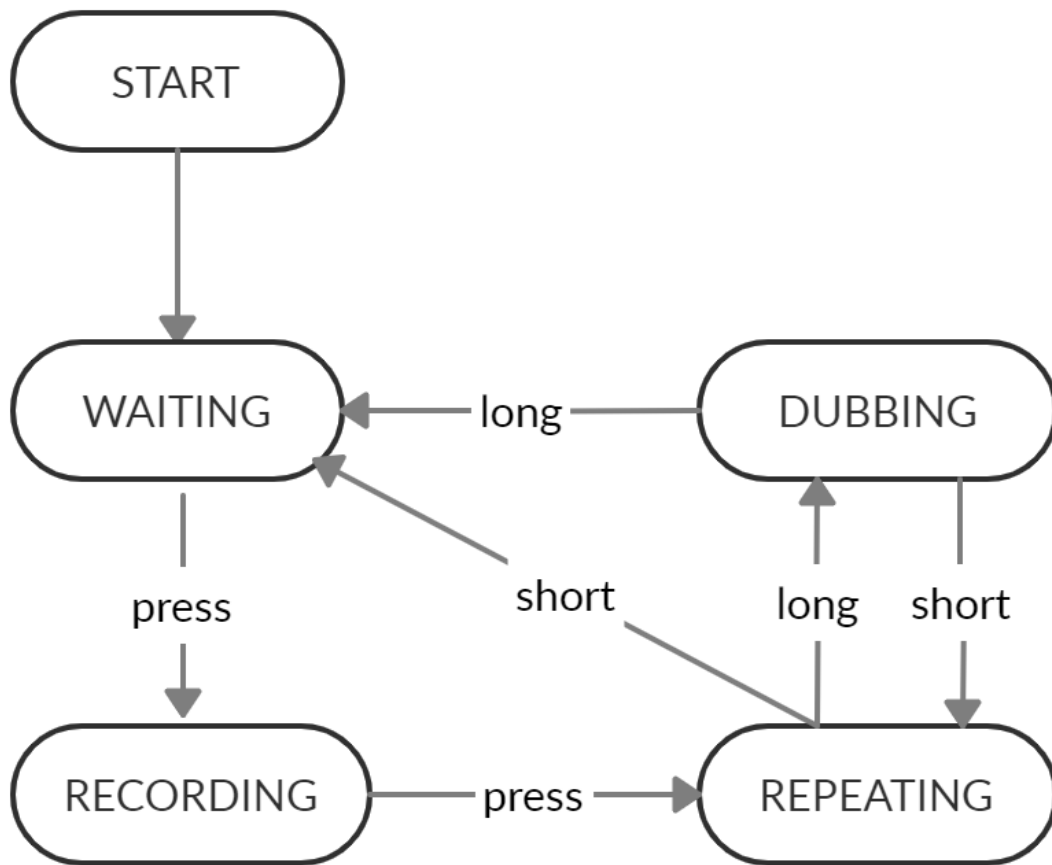 START
WAITING
long
DUBBING
press
short
long
short
RECORDING
press
REPEATING